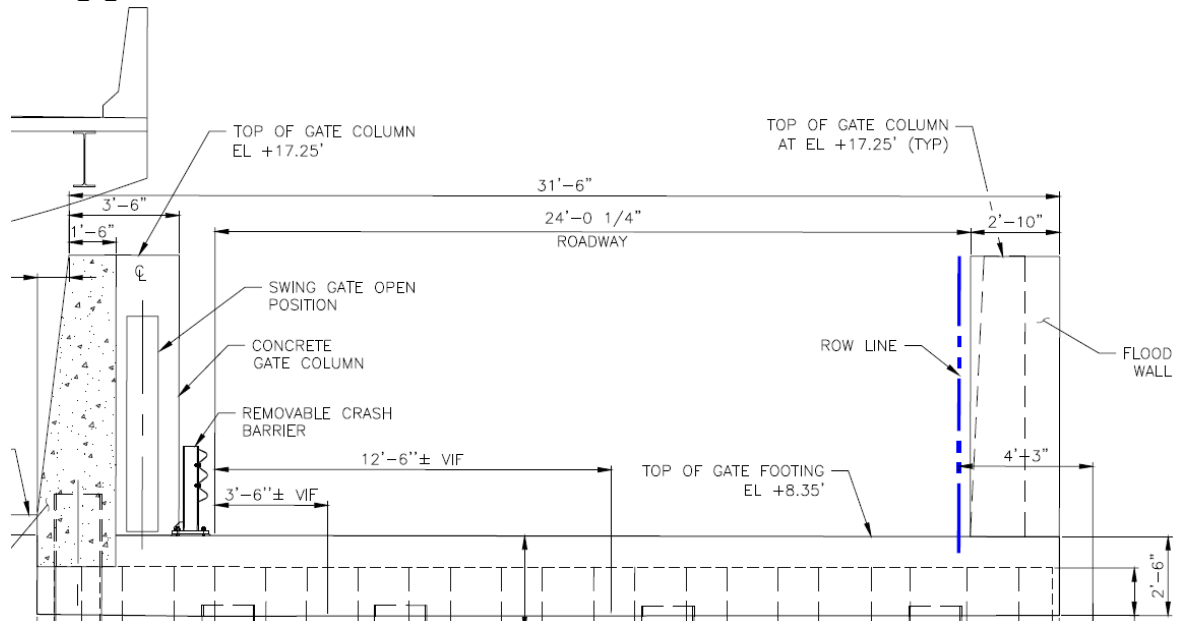 TOP OF GATE COLUMN
EL +17.25'
TOP OF GATE COLUMN
AT EL +17.25' (TYP)
31'-6"
3'-6"
24'-0 1/4"
ROADWAY
2'-10"
1'-6"
℄
SWING GATE OPEN
POSITION
CONCRETE
GATE COLUMN
ROW LINE
FLOOD
WALL
REMOVABLE CRASH
BARRIER
12'-6"± VIF
TOP OF GATE FOOTING
EL +8.35'
4'-3"
3'-6"± VIF
2'-6"